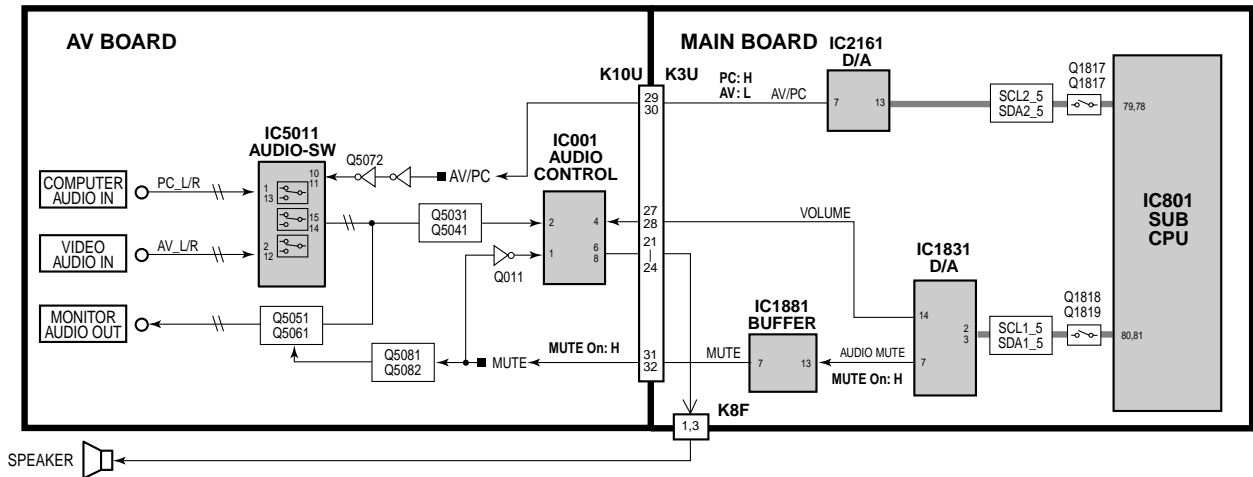 AV BOARD
MAIN BOARD
IC2161
D/A
K10U
K3U
PC: H
AV: L
AV/PC
29
30
7
13
SCL2_5
SDA2_5
Q1817
Q1817
79,78
IC5011
AUDIO-SW
Q5072
10
11
AV/PC
IC001
AUDIO
CONTROL
COMPUTER
AUDIO IN
PC_L/R
1
13
15
14
Q5031
Q5041
2
4
27
28
VOLUME
IC801
SUB
CPU
VIDEO
AUDIO IN
AV_L/R
2
12
1
6
8
21
24
Q011
IC1831
D/A
MONITOR
AUDIO OUT
Q5051
Q5061
IC1881
BUFFER
14
2
3
SCL1_5
SDA1_5
Q1818
Q1819
80,81
Q5081
Q5082
MUTE On: H
MUTE
31
32
MUTE
7
13
AUDIO MUTE
MUTE On: H
7
K8F
1,3
SPEAKER